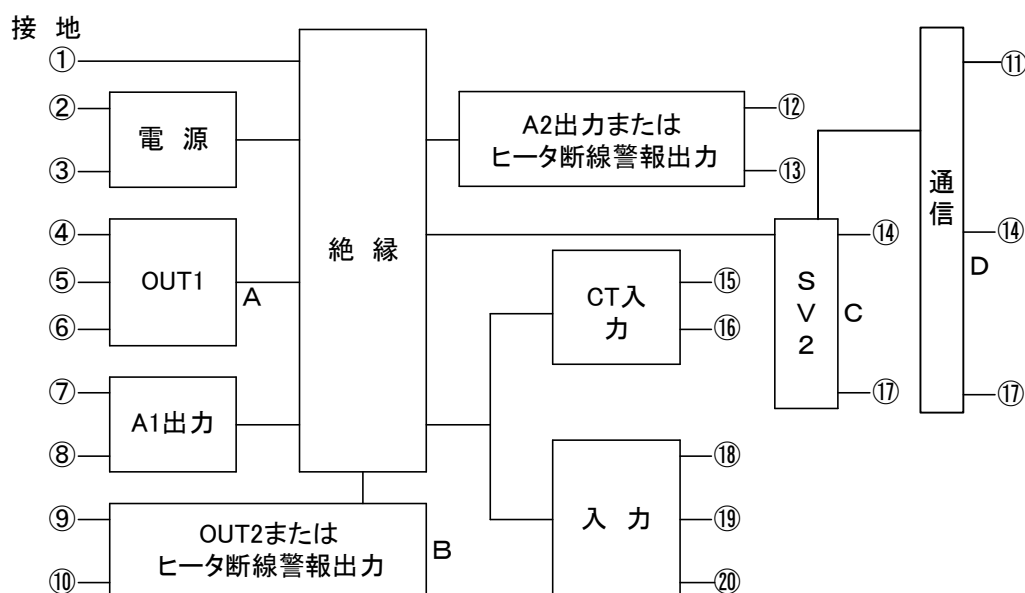 接 地
①
②
③
電 源
④
⑤
⑥
OUT1
A
⑦
⑧
A1出力
⑨
⑩
OUT2または
ヒータ断線警報出力
B
絶 縁
A2出力または
ヒータ断線警報出力
⑫
⑬
CT入
力
⑮
⑯
入 力
⑱
⑲
⑳
S
V
2
⑭
C
⑰
通
信
⑪
⑭
D
⑰